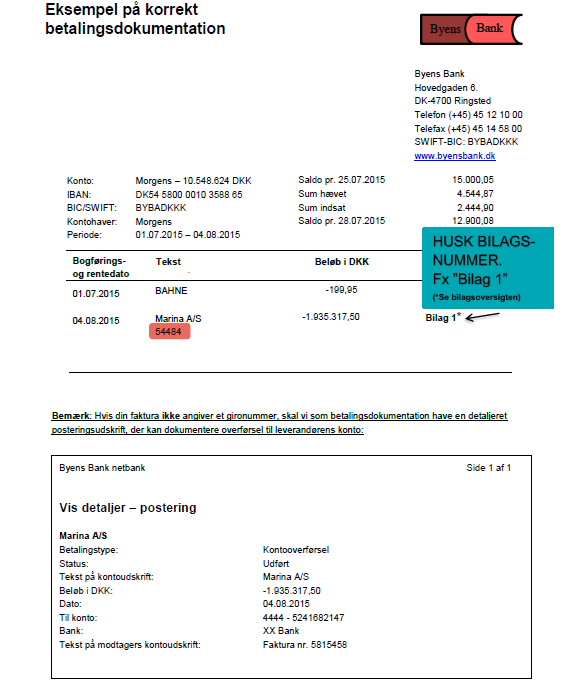 Eksempel på korrekt
betalingsdokumentation
Byens Bank
Byens Bank
Hovedgaden 6.
DK-4700 Ringsted
Telefon (+45) 45 12 10 00
Telefax (+45) 45 14 58 00
SWIFT-BIC: BYBADKKK
www.byensbank.dk
Konto: Morgens – 10.548.624 DKK Saldo pr. 25.07.2015 15.000,05
IBAN: DK54 5800 0010 3588 65 Sum hævet 4.544,87
BIC/SWIFT: BYBADKKK Sum indsat 2.444,90
Kontohaver: Morgens Saldo pr. 28.07.2015 12.900,08
Periode: 01.07.2015 – 04.08.2015
HUSK BILAGS-
NUMMER.
Fx "Bilag 1"
(*Se bilagsoversigten)
Bogførings- Tekst Beløb i DKK
og rentedato
01.07.2015 BAHNE -199,95
04.08.2015 Marina A/S -1.935.317,50 Bilag 1*
54484
Bemærk: Hvis din faktura ikke angiver et gironummer, skal vi som betalingsdokumentation have en detaljeret
posteringsudskrift, der kan dokumentere overførsel til leverandørens konto:
Byens Bank netbank Side 1 af 1
Vis detaljer – postering
Marina A/S
Betalingstype: Kontooverførsel
Status: Udført
Tekst på kontoudskrift: Marina A/S
Beløb i DKK: -1.935.317,50
Dato: 04.08.2015
Til konto: 4444 - 5241682147
Bank: XX Bank
Tekst på modtagers kontoudskrift: Faktura nr. 5815458